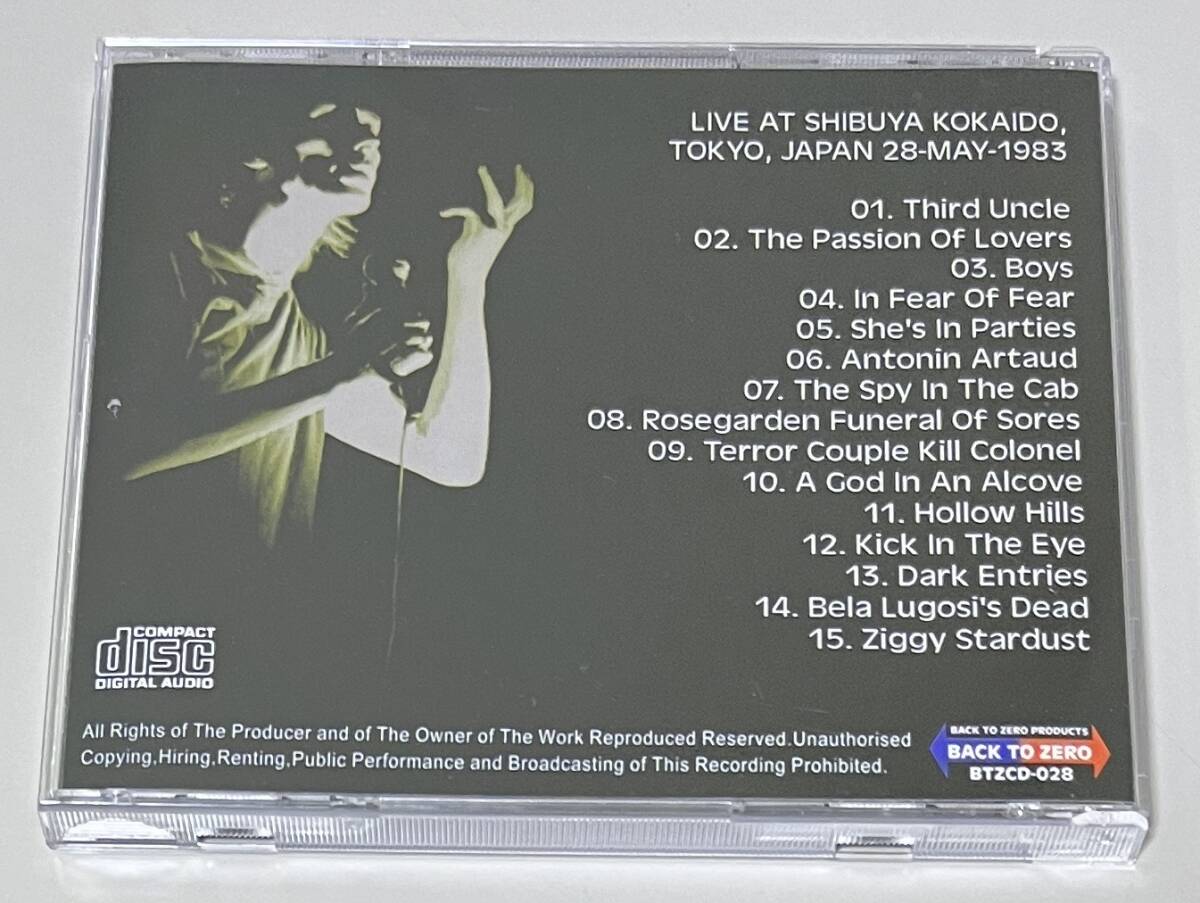 LIVE AT SHIBUYA KOKAIDO,
TOKYO, JAPAN 28-MAY-1983
01. Third Uncle
02. The Passion Of Lovers
03. Boys
04. In Fear Of Fear
05. She's In Parties
06. Antonin Artaud
07. The Spy In The Cab
08. Rosegarden Funeral Of Sores
09. Terror Couple Kill Colonel
10. A God In An Alcove
11. Hollow Hills
12. Kick In The Eye
13. Dark Entries
14. Bela Lugosi's Dead
15. Ziggy Stardust
COMPACT
disc
DIGITAL AUDIO
All Rights of The Producer and of The Owner of The Work Reproduced Reserved.Unauthorised
Copying,Hiring,Renting,Public Performance and Broadcasting of This Recording Prohibited.
BACK TO ZERO PRODUCTS
BACK TO ZERO
BTZCD-028